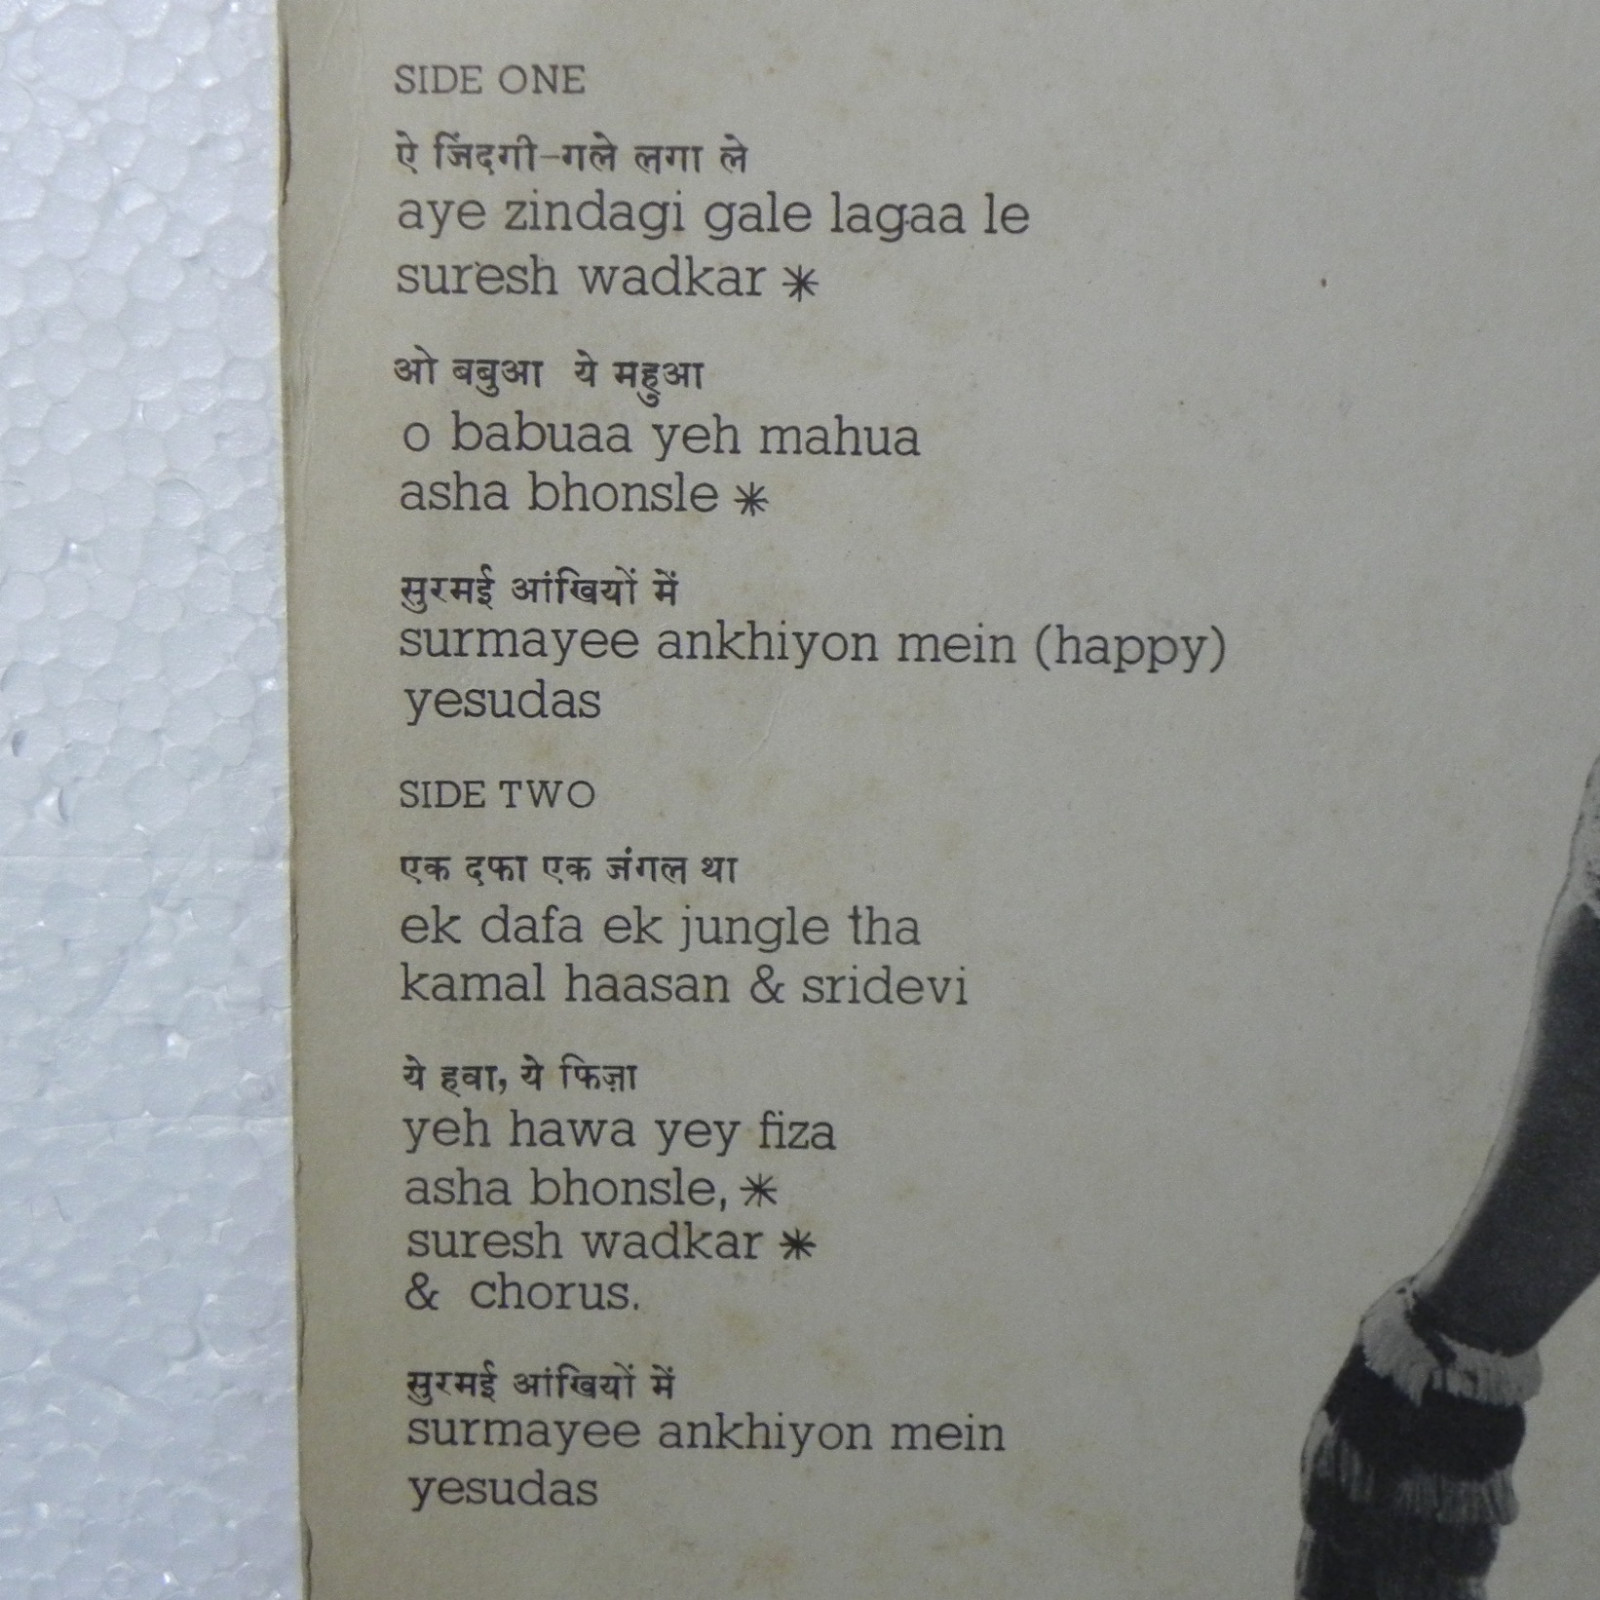 SIDE ONE
ऐ जिंदगी-गले लगा ले
aye zindagi gale lagaa le
suresh wadkar *
ओ बबुआ ये महुआ
o babuaa yeh mahua
asha bhonsle *
सुरमई आंखियों में
surmayee ankhiyon mein (happy)
yesudas
SIDE TWO
एक दफा एक जंगल था
ek dafa ek jungle tha
kamal haasan & sridevi
ये हवा, ये फिज़ा
yeh hawa yey fiza
asha bhonsle, *
suresh wadkar *
& chorus.
सुरमई आंखियों में
surmayee ankhiyon mein
yesudas